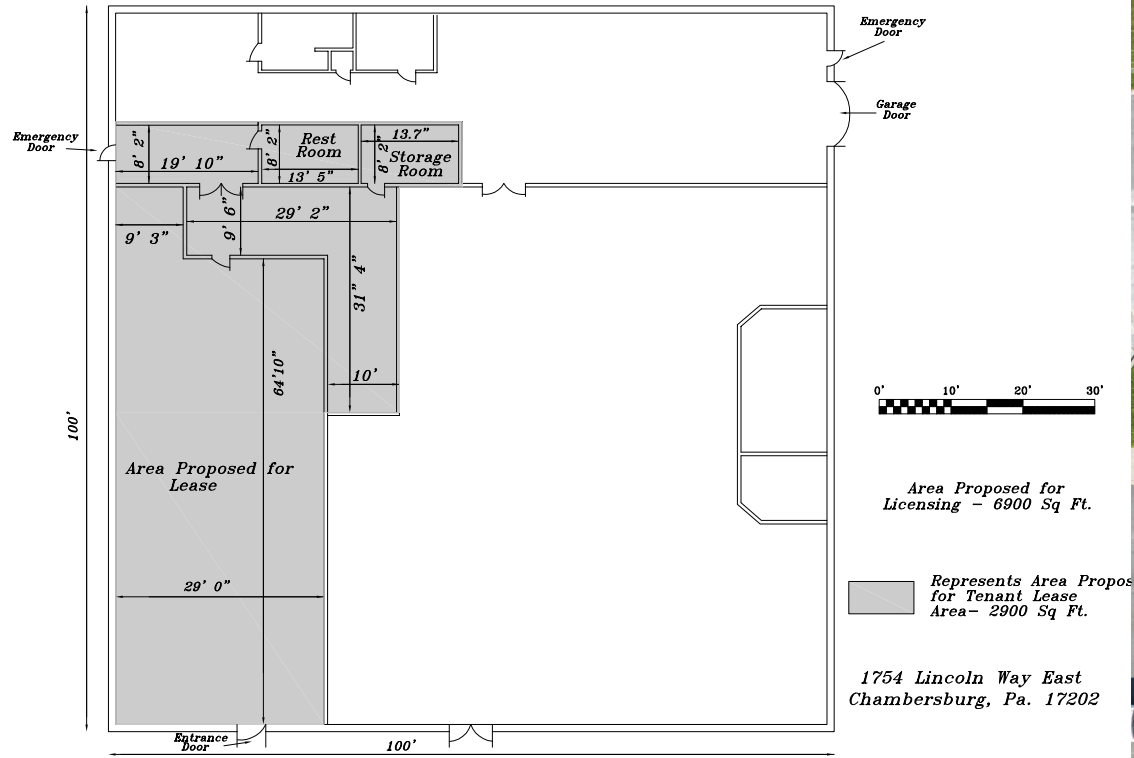 Emergency
Door
Emergency
Door
Garage
Door
8' 2"
19' 10"
8' 2"
Rest
Room
13' 5"
8' 2"
13.7"
Storage
Room
9' 3"
9' 6"
29' 2"
31" 4"
10'
64'10"
100'
Area Proposed for
Lease
29' 0"
0' 10' 20' 30'
Area Proposed for
Licensing - 6900 Sq Ft.
Represents Area Propos
for Tenant Lease
Area- 2900 Sq Ft.
1754 Lincoln Way East
Chambersburg, Pa. 17202
Entrance
Door
100'